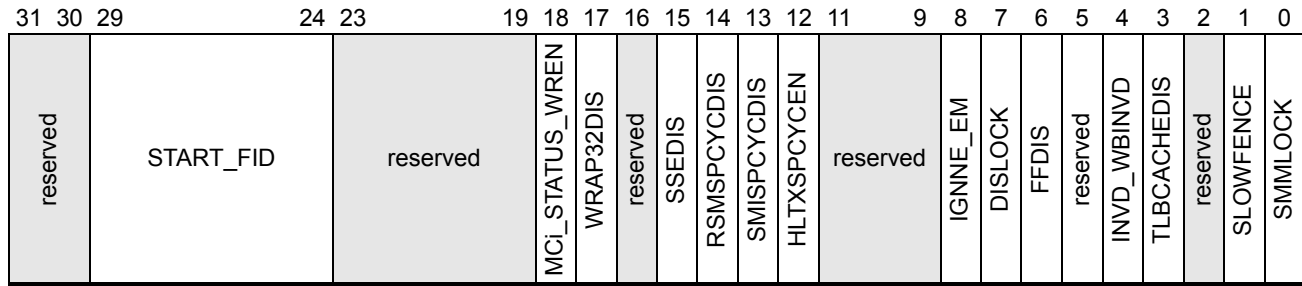 31 30 29 24 23 19 18 17 16 15 14 13 12 11 9 8 7 6 5 4 3 2 1 0
reserved
START_FID
reserved
MCi_STATUS_WREN
WRAP32DIS
reserved
SSEDIS
RSMSPCYCDIS
SMISPCYCDIS
HLTXSPCYCEN
reserved
IGNNE_EM
DISLOCK
FFDIS
reserved
INVD_WBINVD
TLBCACHEDIS
reserved
SLOWFENCE
SMMLOCK